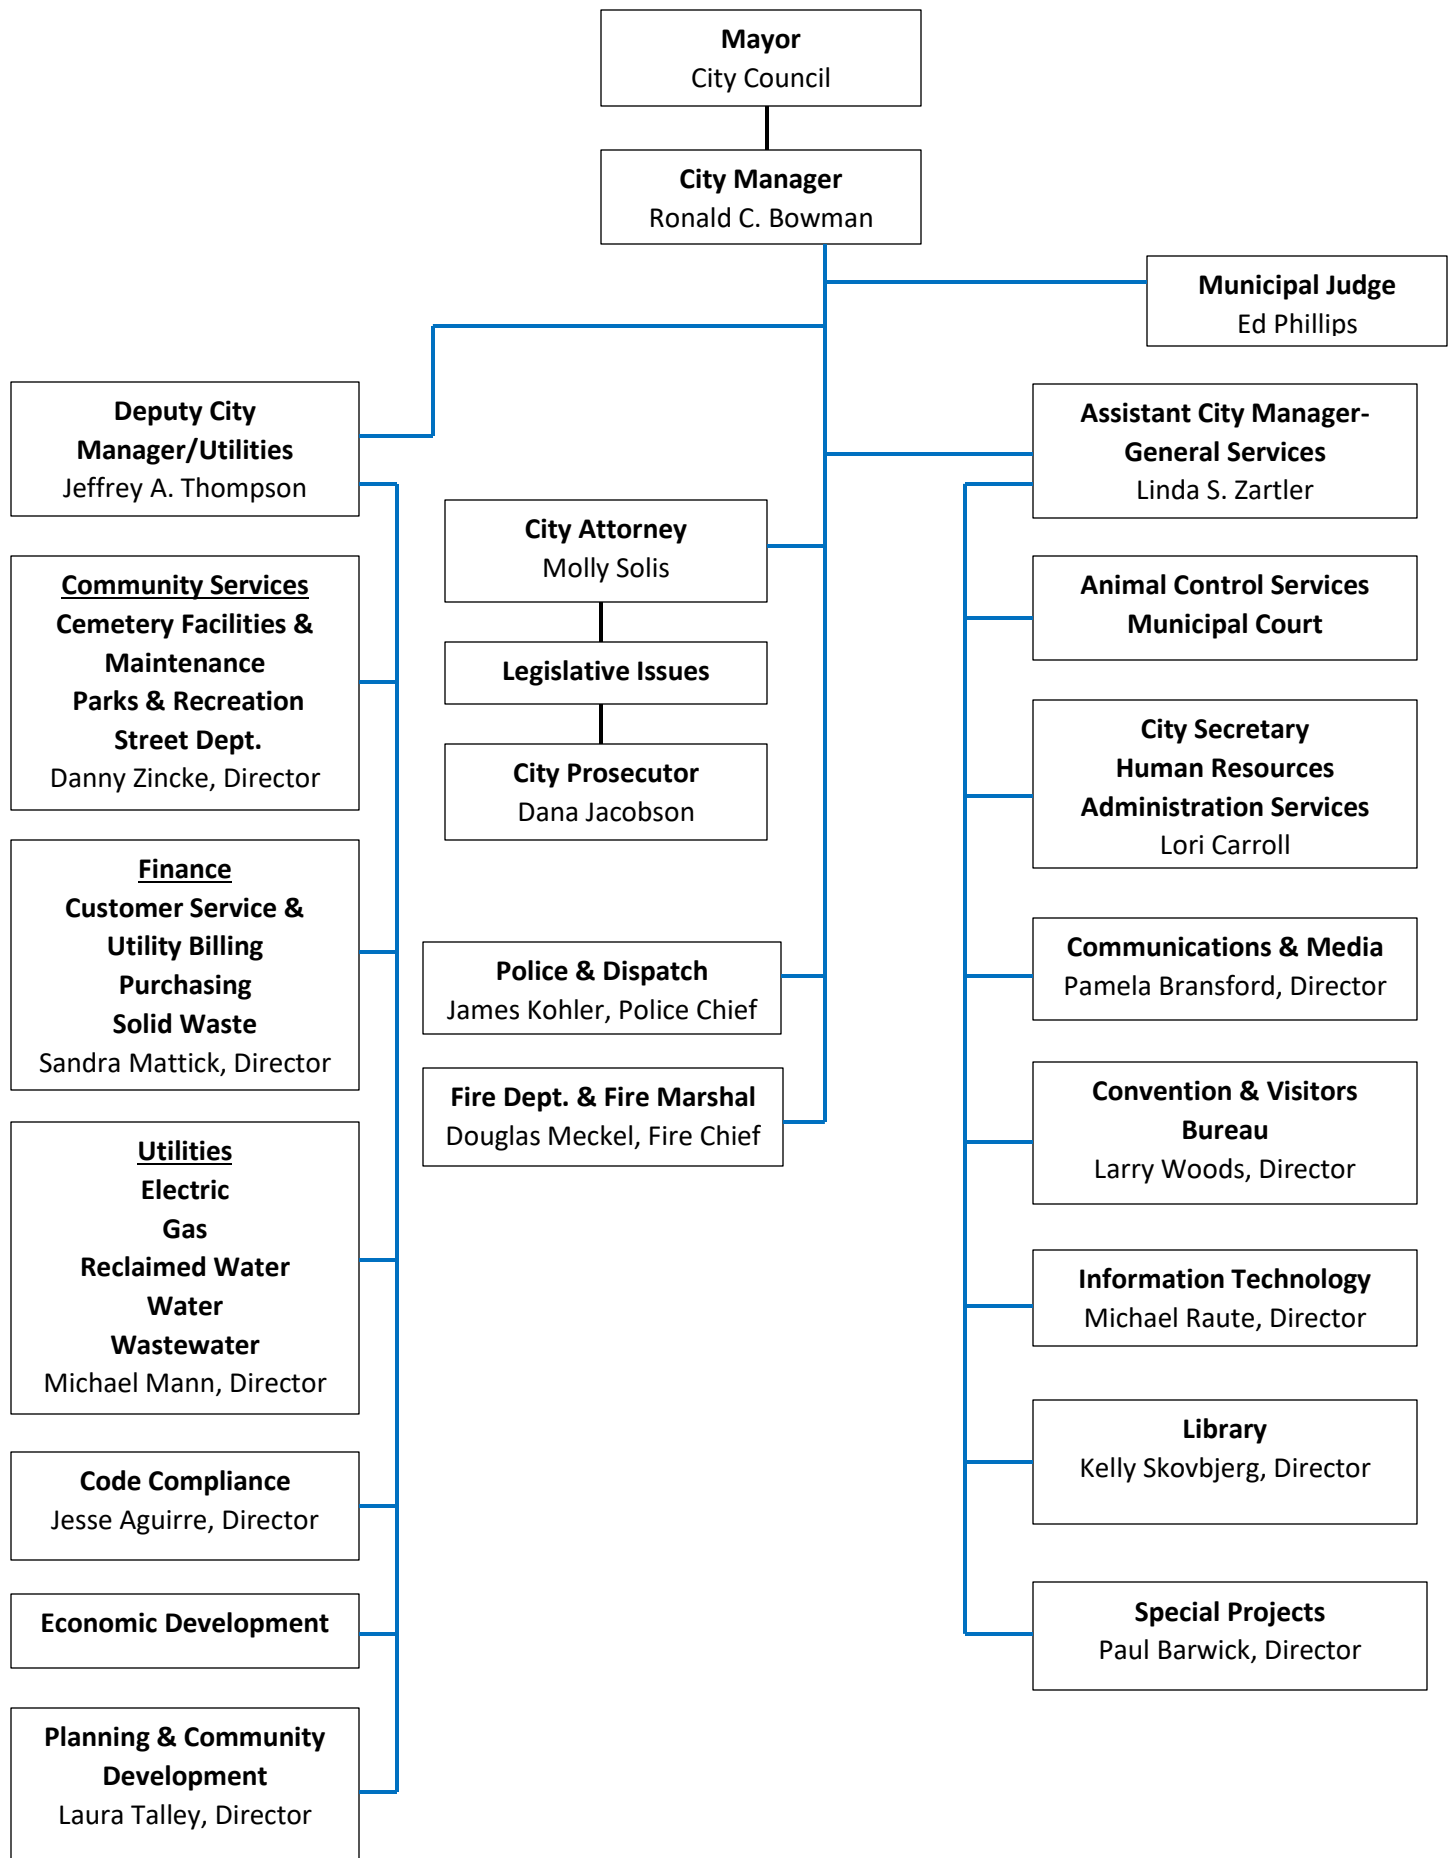 Mayor
City Council
City Manager
Ronald C. Bowman
Municipal Judge
Ed Phillips
Deputy City
Manager/Utilities
Jeffrey A. Thompson
Community Services
Cemetery Facilities &
Maintenance
Parks & Recreation
Street Dept.
Danny Zincke, Director
Finance
Customer Service &
Utility Billing
Purchasing
Solid Waste
Sandra Mattick, Director
Utilities
Electric
Gas
Reclaimed Water
Water
Wastewater
Michael Mann, Director
Code Compliance
Jesse Aguirre, Director
Economic Development
Planning & Community
Development
Laura Talley, Director
City Attorney
Molly Solis
Legislative Issues
City Prosecutor
Dana Jacobson
Police & Dispatch
James Kohler, Police Chief
Fire Dept. & Fire Marshal
Douglas Meckel, Fire Chief
Assistant City Manager-
General Services
Linda S. Zartler
Animal Control Services
Municipal Court
City Secretary
Human Resources
Administration Services
Lori Carroll
Communications & Media
Pamela Bransford, Director
Convention & Visitors
Bureau
Larry Woods, Director
Information Technology
Michael Raute, Director
Library
Kelly Skovbjerg, Director
Special Projects
Paul Barwick, Director